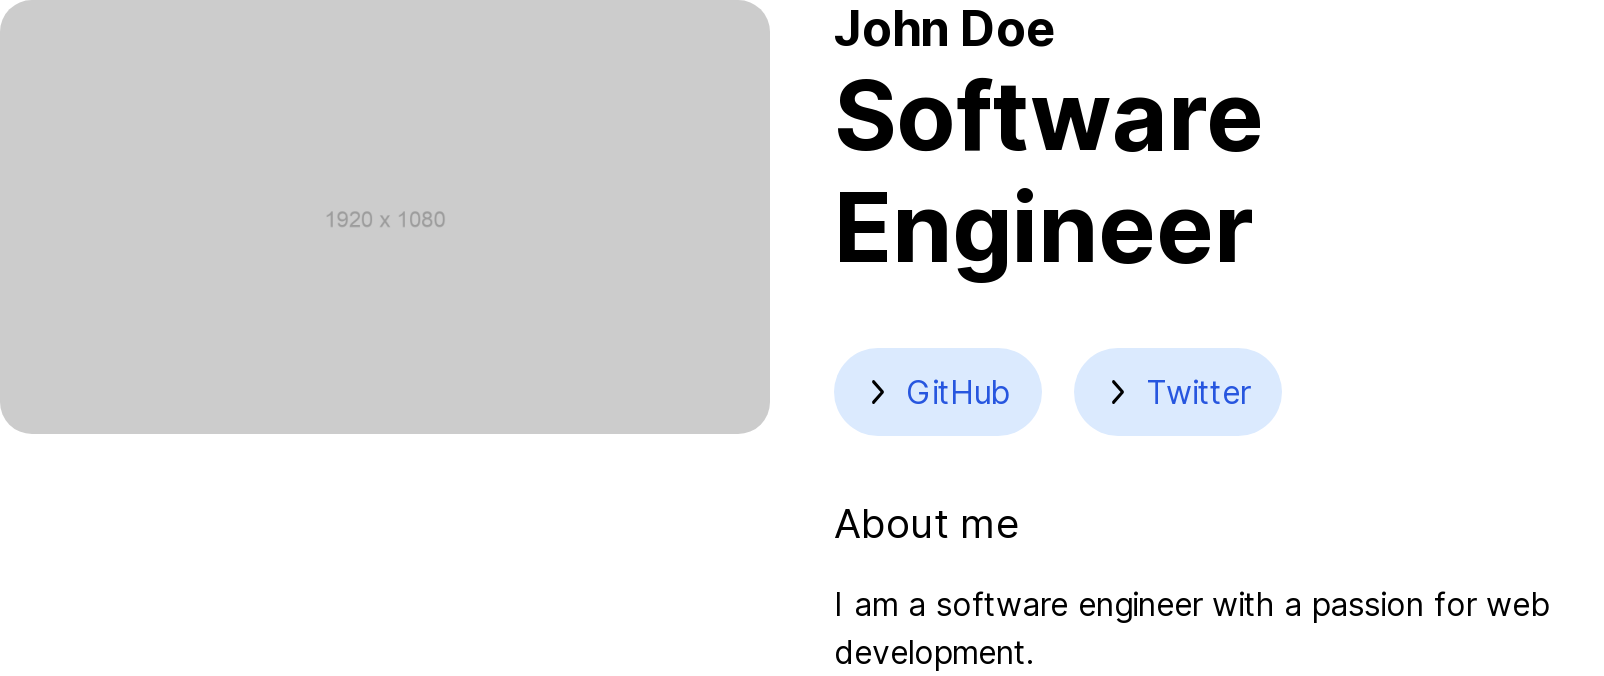 1920 x 1080
John Doe
Software
Engineer
GitHub
Twitter
About me
I am a software engineer with a passion for web
development.